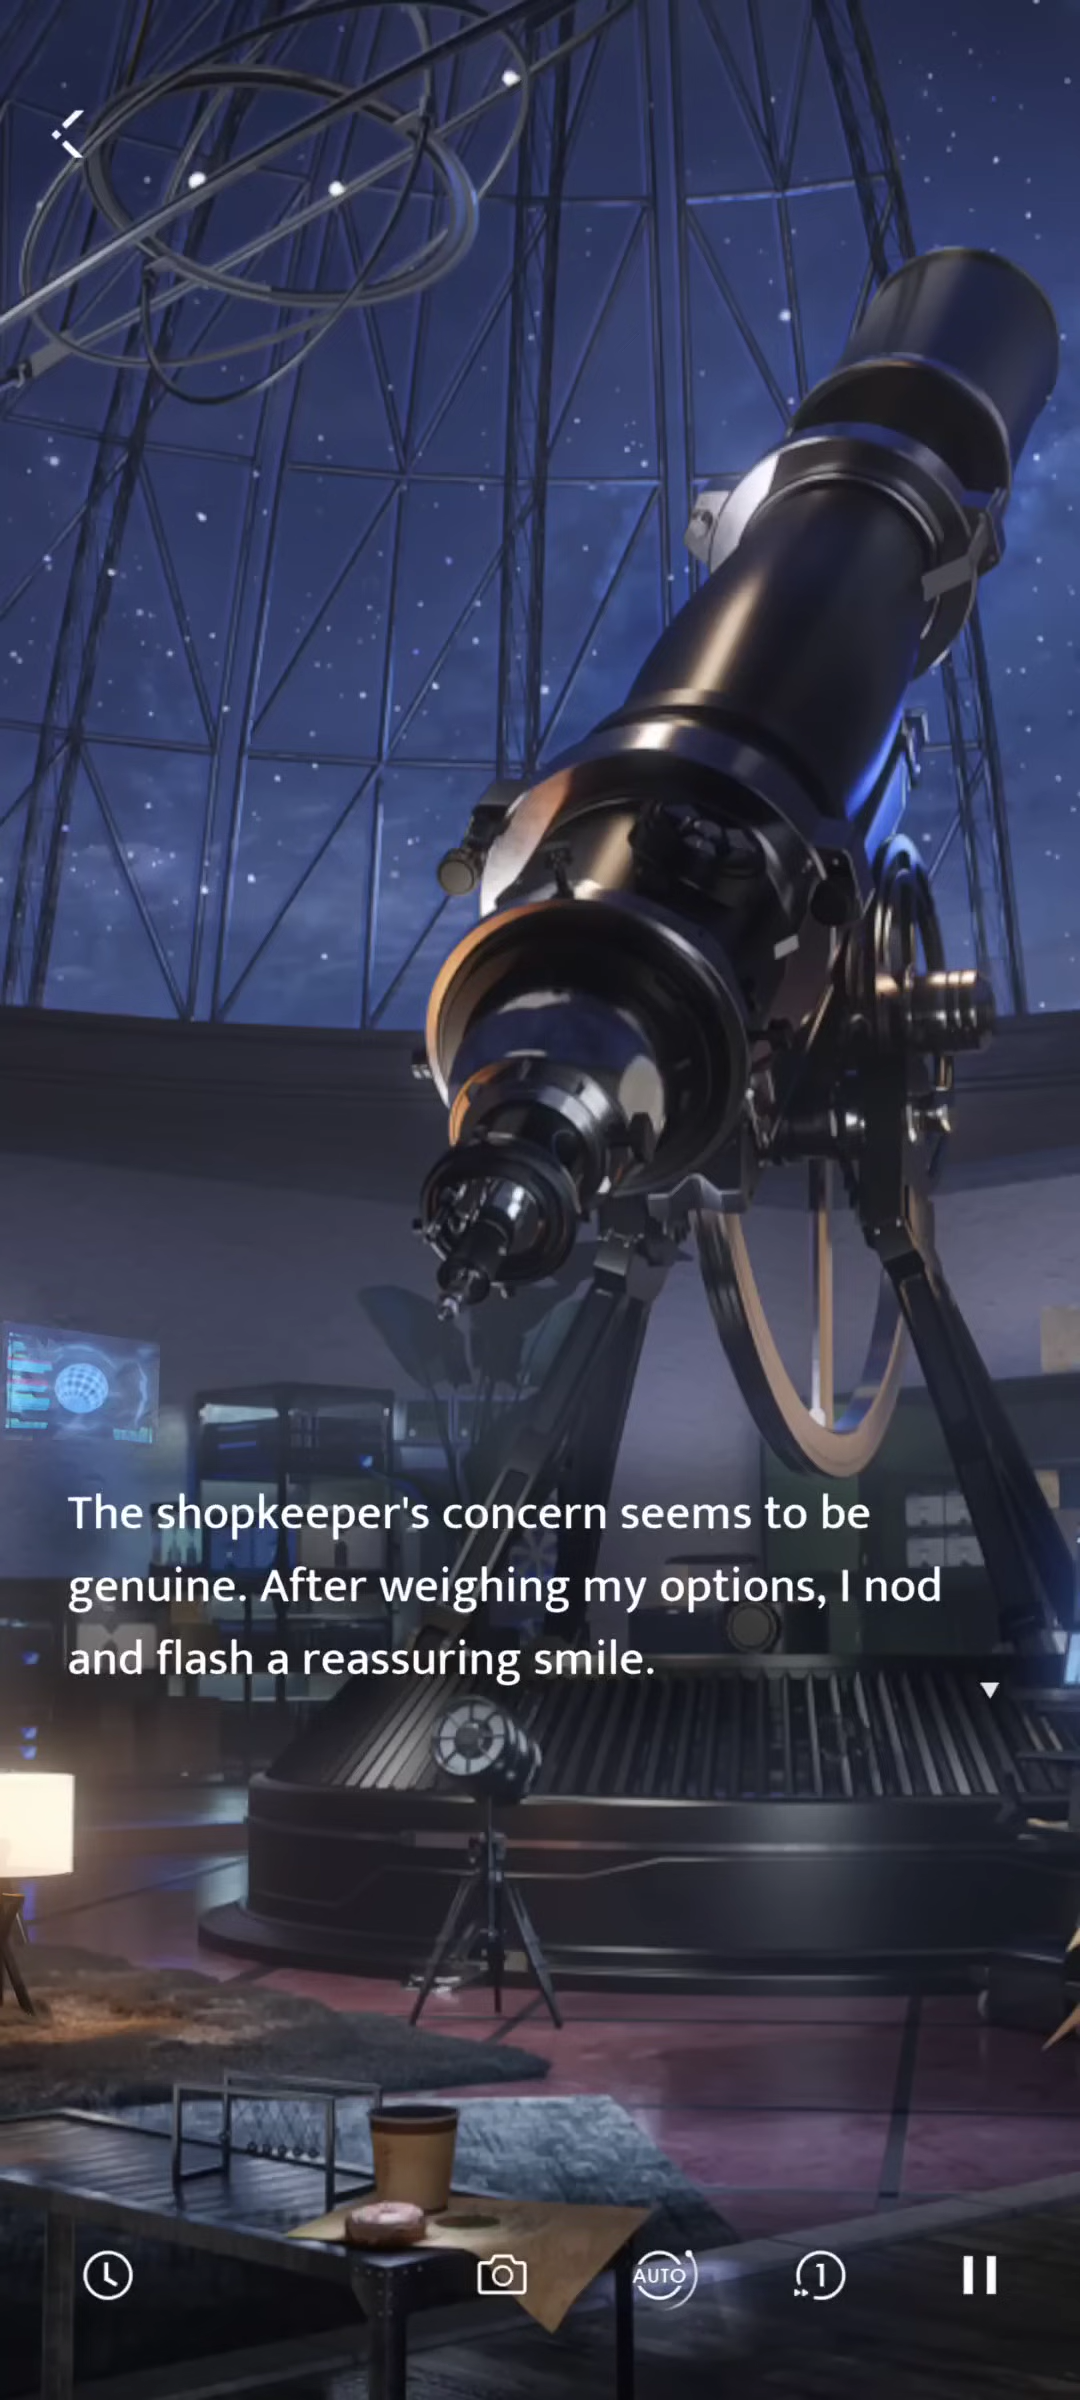 The shopkeeper's concern seems to be
genuine. After weighing my options, I nod
and flash a reassuring smile.
AUTO
1